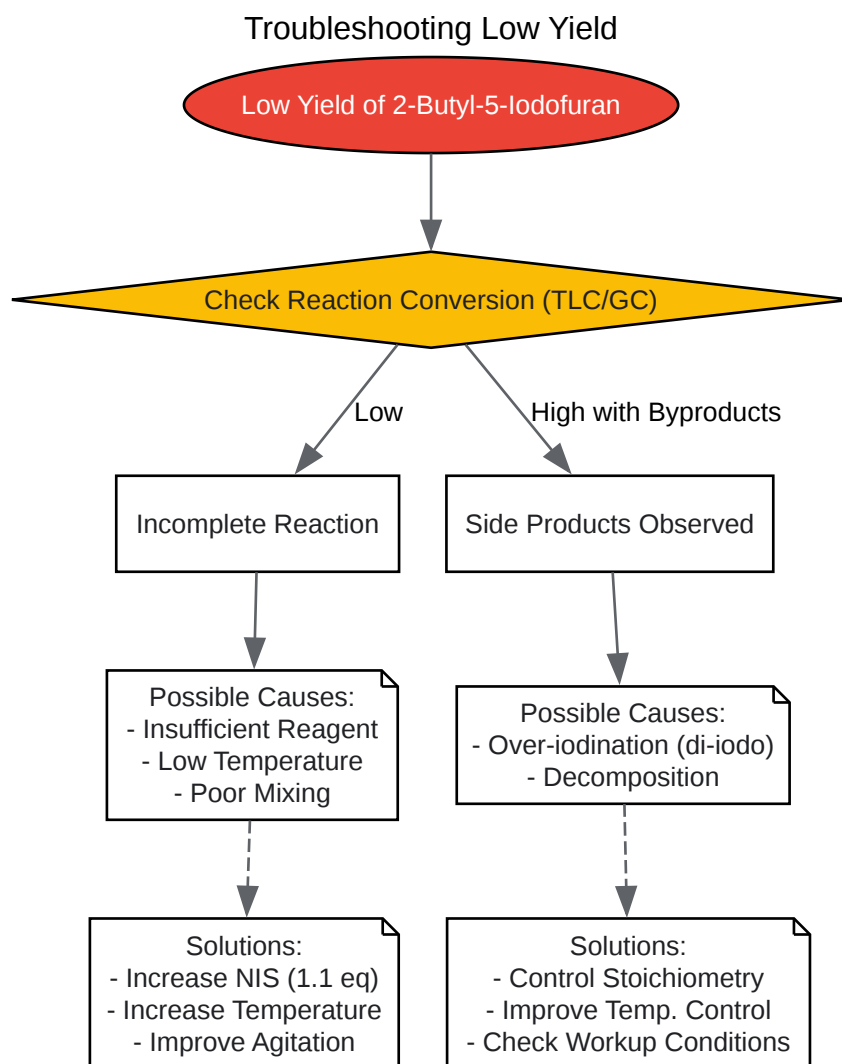 Troubleshooting Low Yield
Low Yield of 2-Butyl-5-Iodofuran
Check Reaction Conversion (TLC/GC)
Low
High with Byproducts
Incomplete Reaction
Side Products Observed
Possible Causes:
- Insufficient Reagent
- Low Temperature
- Poor Mixing
Possible Causes:
- Over-iodination (di-iodo)
- Decomposition
Solutions:
- Increase NIS (1.1 eq)
- Increase Temperature
- Improve Agitation
Solutions:
- Control Stoichiometry
- Improve Temp. Control
- Check Workup Conditions